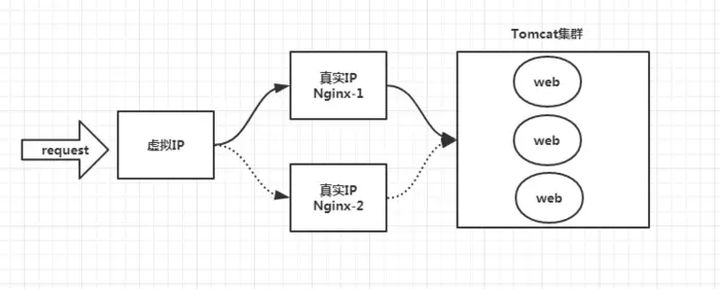 Tomcat集群
真实IP
Nginx-1
web
request
虚拟IP
web
真实IP
Nginx-2
web